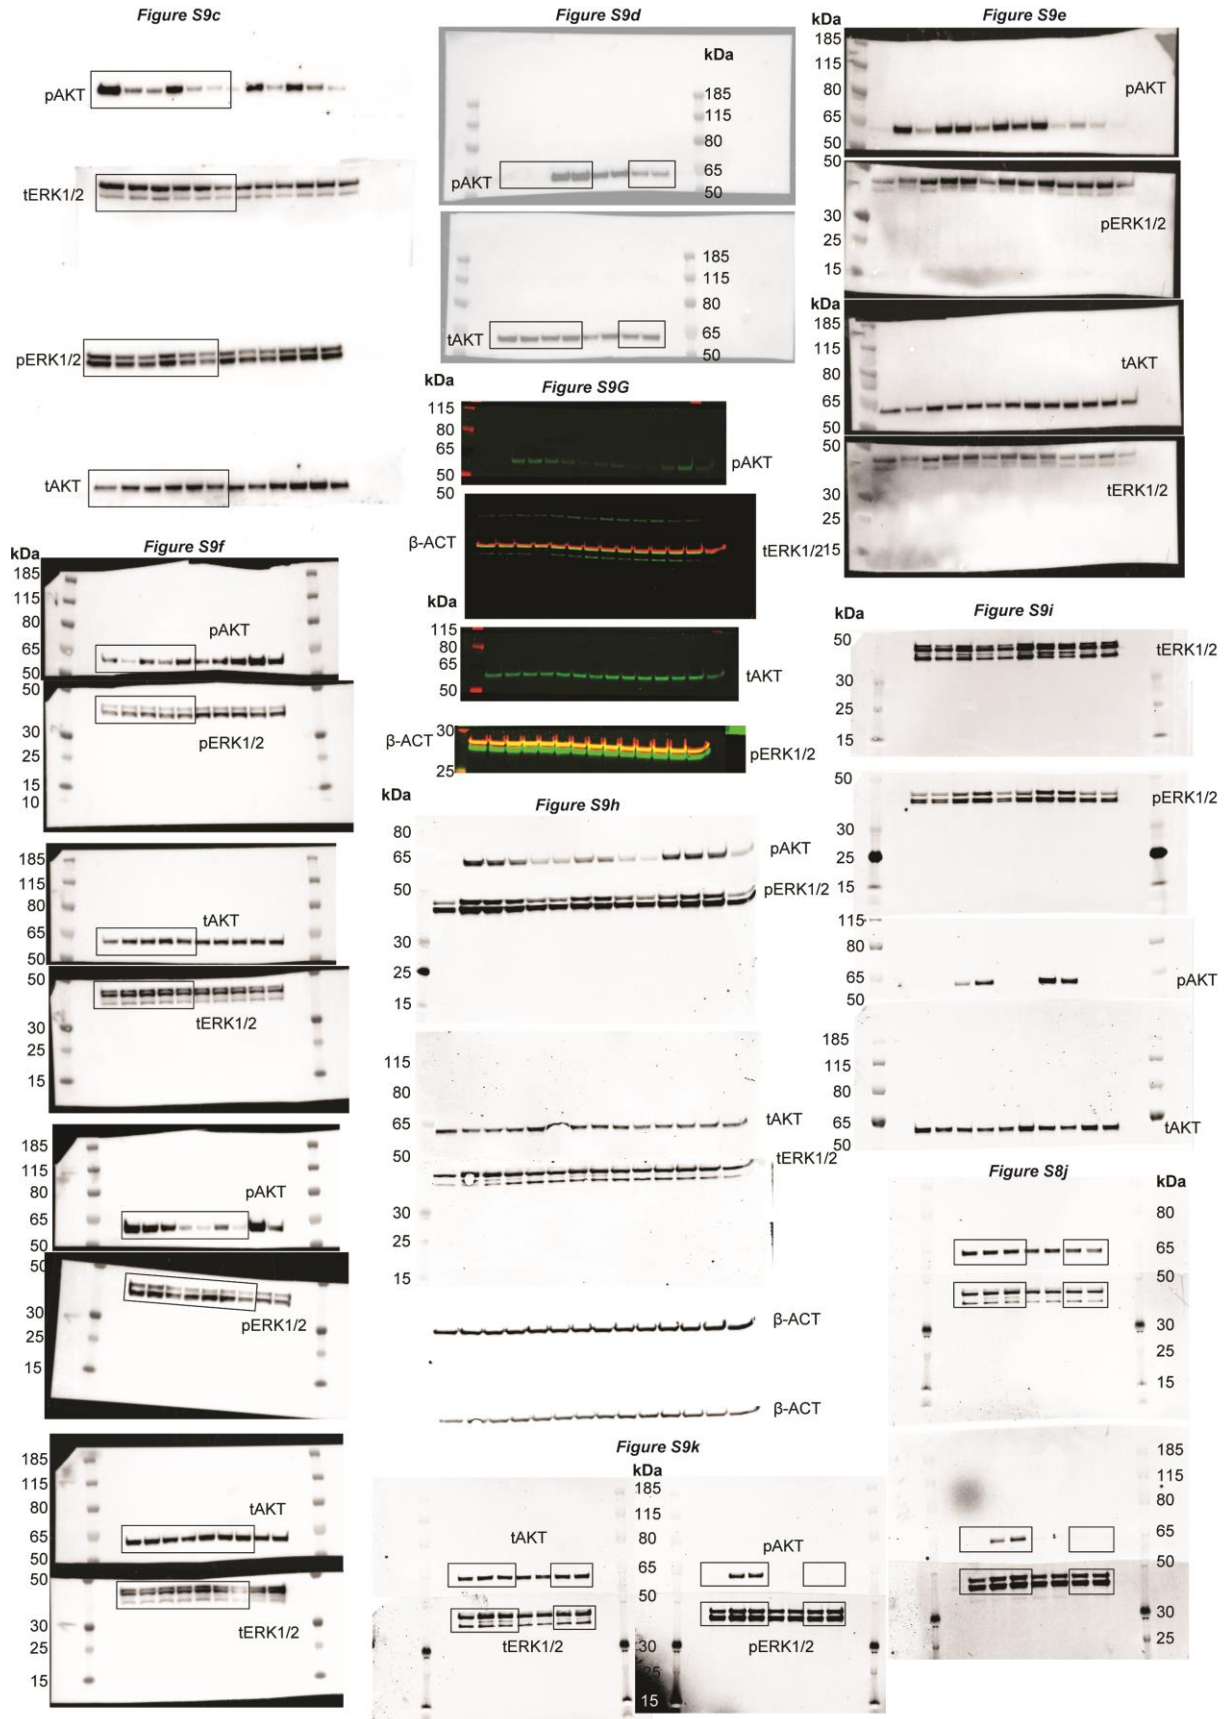 Figure S9c
pAKT
tERK1/2
pERK1/2
tAKT
Figure S9d
kDa
185
115
80
65
50
pAKT
185
115
80
65
50
tAKT
Figure S9e
kDa
185
115
80
65
50
pAKT
50
30
25
15
pERK1/2
kDa
185
115
80
65
50
tAKT
50
30
25
15
tERK1/2
Figure S9G
kDa
115
80
65
50
pAKT
50
β-ACT
tERK1/2
kDa
115
80
65
50
tAKT
30
β-ACT
25
pERK1/2
Figure S9f
kDa
185
115
80
65
50
pAKT
50
30
25
15
10
pERK1/2
185
115
80
65
50
tAKT
50
30
25
15
tERK1/2
185
115
80
65
50
pAKT
50
30
25
15
pERK1/2
185
115
80
65
50
tAKT
50
30
25
15
tERK1/2
Figure S9h
kDa
80
65
50
30
25
15
pAKT
pERK1/2
115
80
65
50
30
25
15
tAKT
tERK1/2
β-ACT
β-ACT
Figure S9i
kDa
50
30
25
15
tERK1/2
50
30
25
15
pERK1/2
115
80
65
50
pAKT
185
115
80
65
50
tAKT
Figure S8j
kDa
80
65
50
30
25
15
185
115
80
65
50
30
25
Figure S9k
kDa
185
115
80
65
50
30
25
15
tAKT
tERK1/2
pAKT
pERK1/2